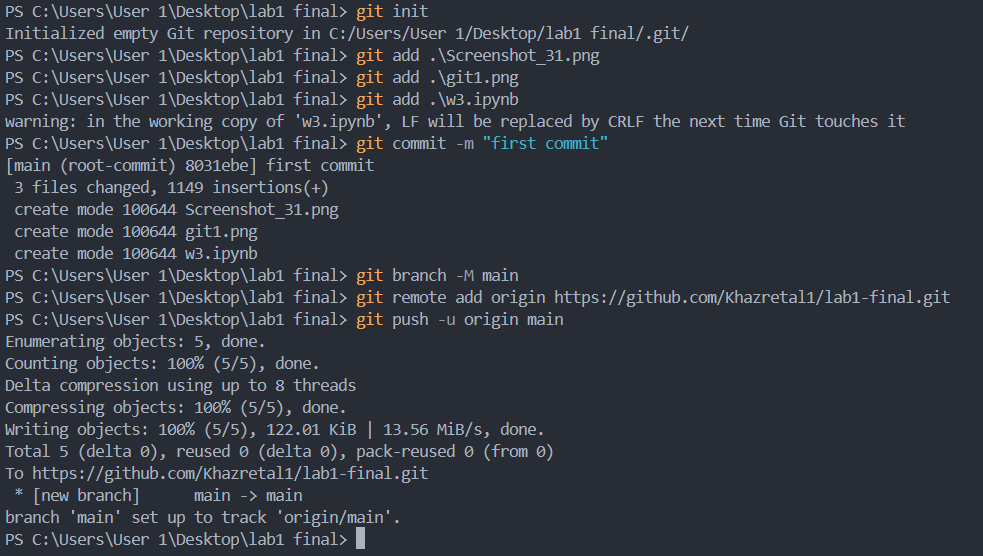 PS C:\Users\User 1\Desktop\lab1 final> git init
Initialized empty Git repository in C:/Users/User 1/Desktop/lab1 final/.git/
PS C:\Users\User 1\Desktop\lab1 final> git add .\Screenshot_31.png
PS C:\Users\User 1\Desktop\lab1 final> git add .\git1.png
PS C:\Users\User 1\Desktop\lab1 final> git add .\w3.ipynb
warning: in the working copy of 'w3.ipynb', LF will be replaced by CRLF the next time Git touches it
PS C:\Users\User 1\Desktop\lab1 final> git commit -m "first commit"
[main (root-commit) 8031ebe] first commit
 3 files changed, 1149 insertions(+)
 create mode 100644 Screenshot_31.png
 create mode 100644 git1.png
 create mode 100644 w3.ipynb
PS C:\Users\User 1\Desktop\lab1 final> git branch -M main
PS C:\Users\User 1\Desktop\lab1 final> git remote add origin https://github.com/Khazretal1/lab1-final.git
PS C:\Users\User 1\Desktop\lab1 final> git push -u origin main
Enumerating objects: 5, done.
Counting objects: 100% (5/5), done.
Delta compression using up to 8 threads
Compressing objects: 100% (5/5), done.
Writing objects: 100% (5/5), 122.01 KiB | 13.56 MiB/s, done.
Total 5 (delta 0), reused 0 (delta 0), pack-reused 0 (from 0)
To https://github.com/Khazretal1/lab1-final.git
 * [new branch]      main -> main
branch 'main' set up to track 'origin/main'.
PS C:\Users\User 1\Desktop\lab1 final>